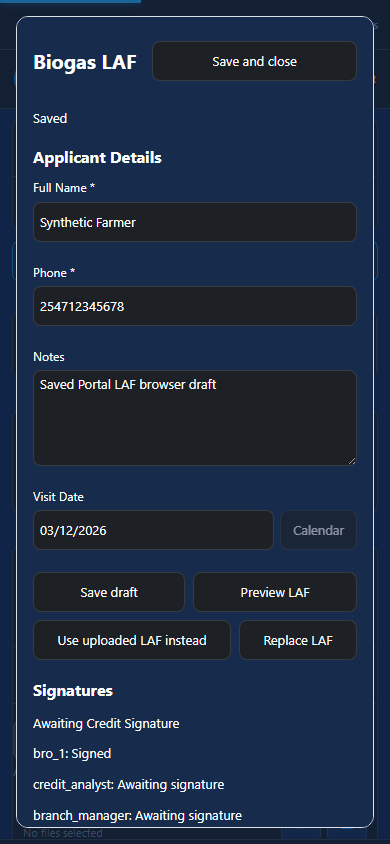 Biogas LAF
Save and close
Saved
Applicant Details
Full Name *
Synthetic Farmer
Phone *
254712345678
Notes
Saved Portal LAF browser draft
Visit Date
03/12/2026
Calendar
Save draft
Preview LAF
Use uploaded LAF instead
Replace LAF
Signatures
Awaiting Credit Signature
bro_1: Signed
credit_analyst: Awaiting signature
branch_manager: Awaiting signature
No files selected